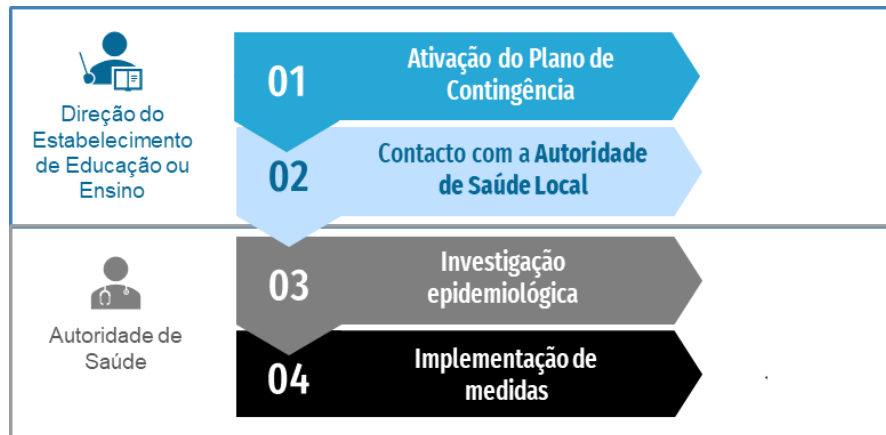 Direção do
Estabelecimento
de Educação ou
Ensino
01
Ativação do Plano de
Contingência
02
Contacto com a Autoridade
de Saúde Local
Autoridade de
Saúde
03
Investigação
epidemiológica
04
Implementação de
medidas
.